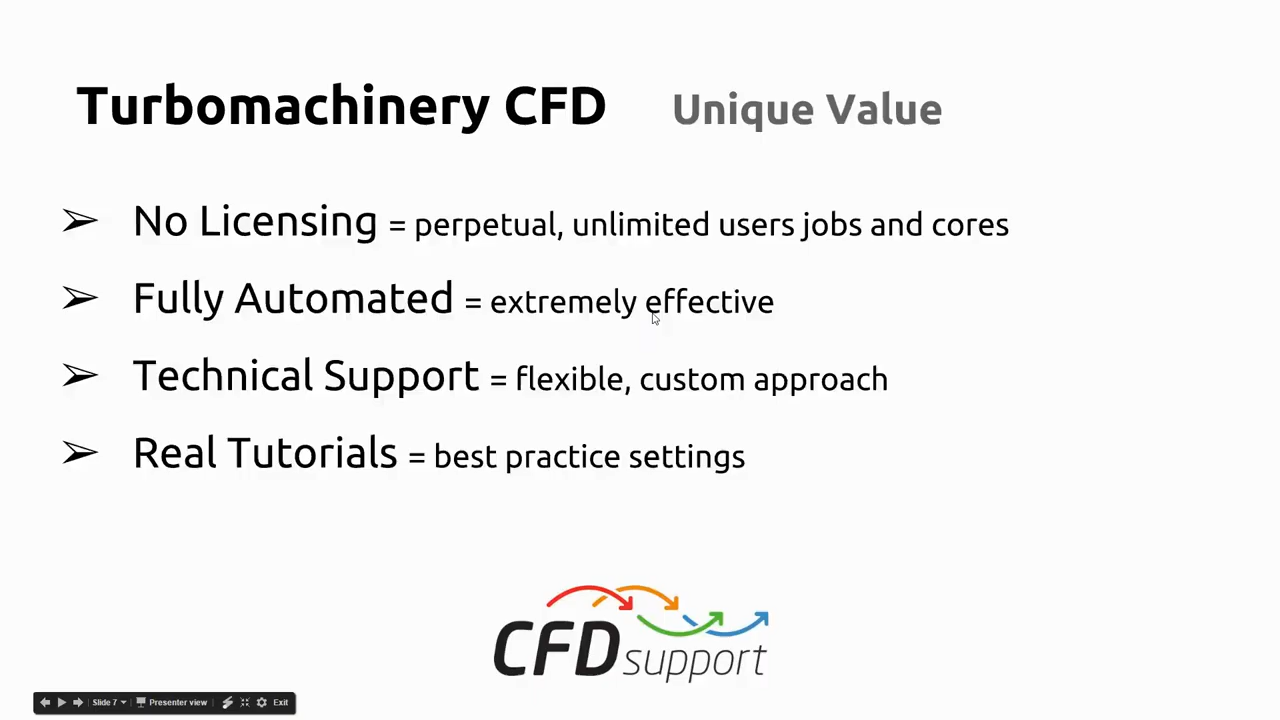 Turbomachinery CFD Unique Value
➢ No Licensing = perpetual, unlimited users jobs and cores
➢ Fully Automated = extremely effective
➢ Technical Support = flexible, custom approach
➢ Real Tutorials = best practice settings
CFD support
Slide 7 Presenter view Exit